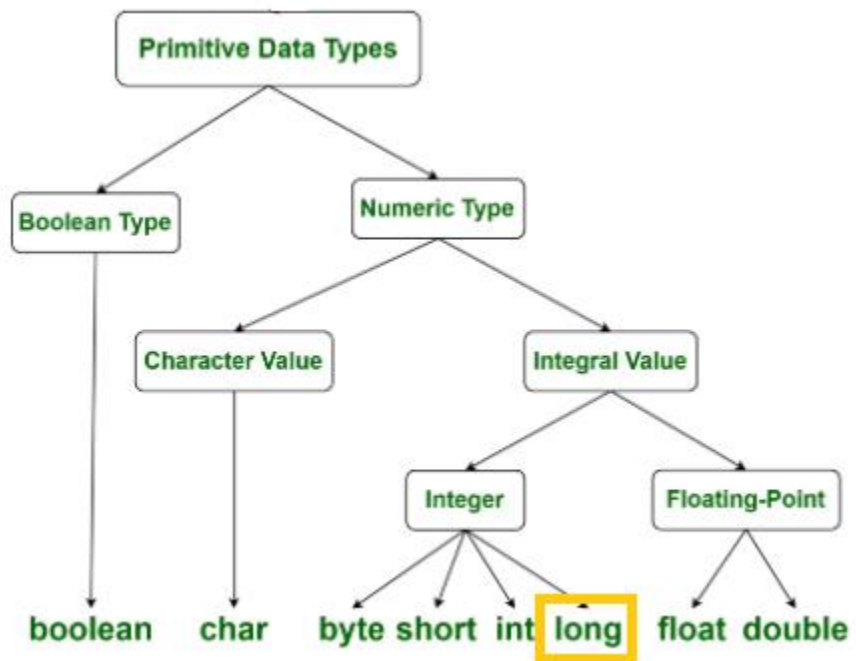 Primitive Data Types
Boolean Type
Numeric Type
Character Value
Integral Value
Integer
Floating-Point
boolean char byte short int long float double